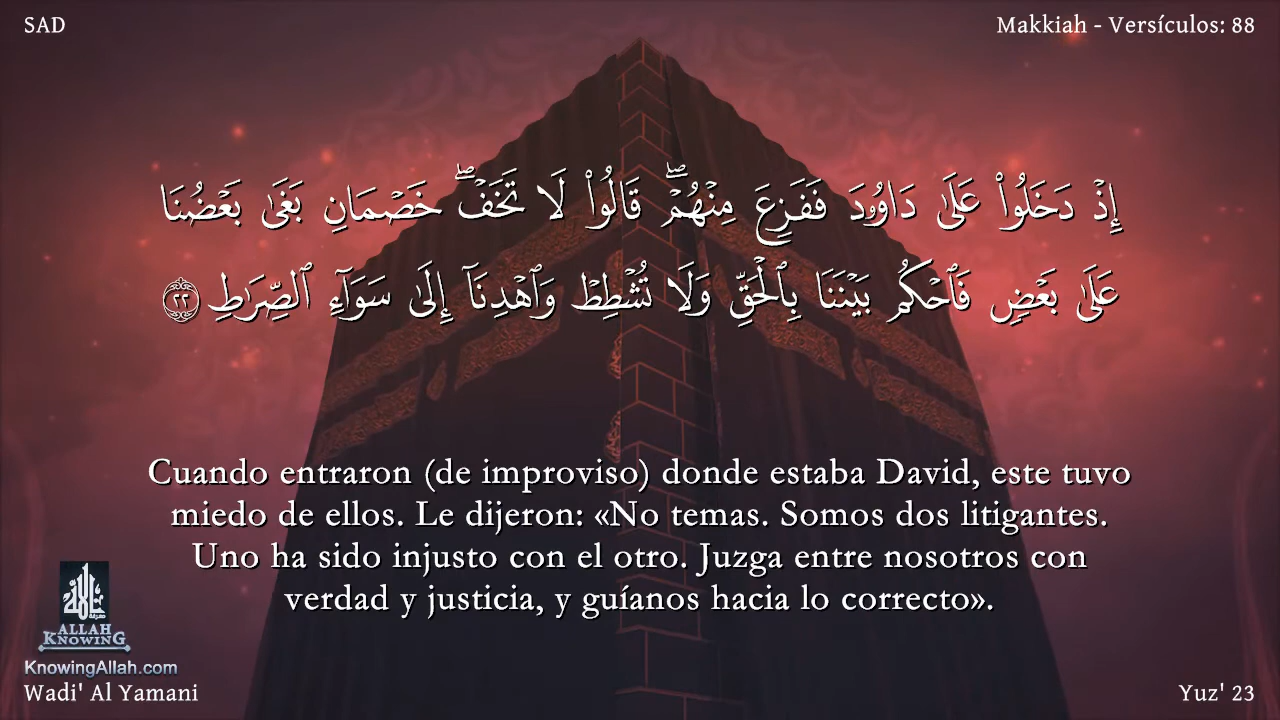 SAD
Makkiah - Versículos: 88
إِذْ دَخَلُوا۟ عَلَىٰ دَاوُۥدَ فَفَزِعَ مِنْهُمْ ۖ قَالُوا۟ لَا تَخَفْ ۖ خَصْمَانِ بَغَىٰ بَعْضُنَا
عَلَىٰ بَعْضٍ فَٱحْكُم بَيْنَنَا بِٱلْحَقِّ وَلَا تُشْطِطْ وَٱهْدِنَآ إِلَىٰ سَوَآءِ ٱلصِّرَٰطِ ٢٢
Cuando entraron (de improviso) donde estaba David, este tuvo
miedo de ellos. Le dijeron: «No temas. Somos dos litigantes.
Uno ha sido injusto con el otro. Juzga entre nosotros con
verdad y justicia, y guíanos hacia lo correcto».
ALLAH
KNOWING
KnowingAllah.com
Wadi' Al Yamani
Yuz' 23